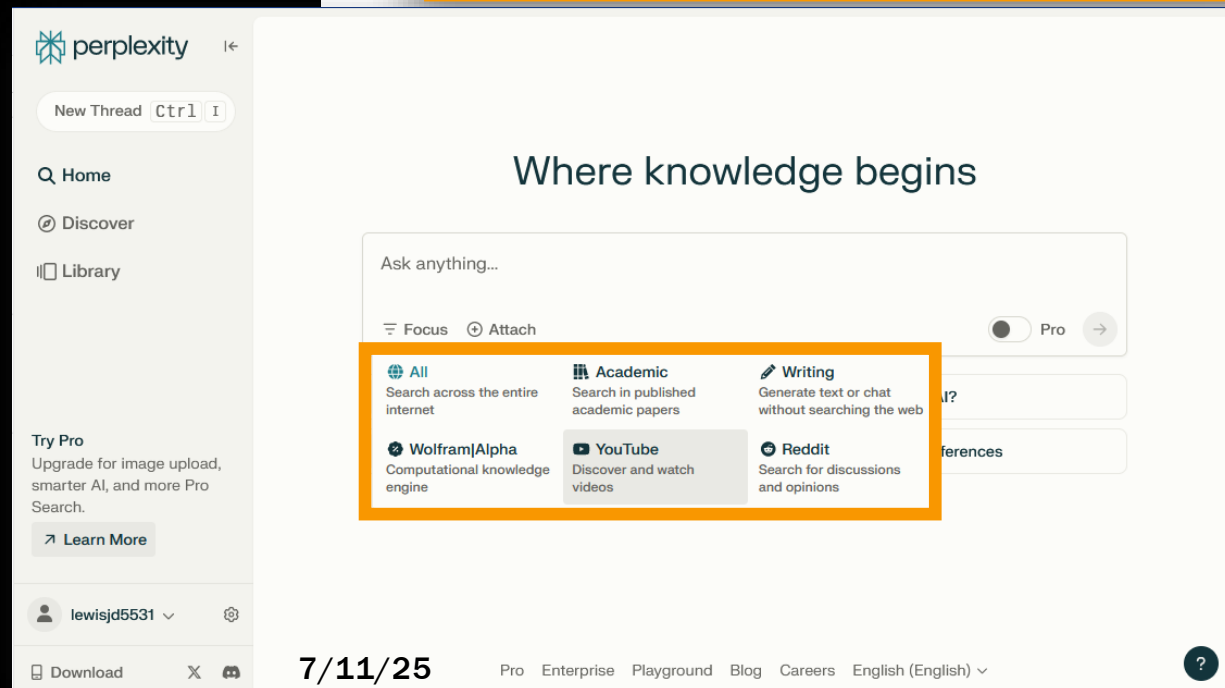 perplexity
New Thread Ctrl I
Home
Discover
Library
Try Pro
Upgrade for image upload,
smarter AI, and more Pro
Search.
Learn More
lewisjd5531
Download
Where knowledge begins
Ask anything...
Focus Attach Pro
All
Search across the entire
internet
Academic
Search in published
academic papers
Writing
Generate text or chat
without searching the web
Wolfram|Alpha
Computational knowledge
engine
YouTube
Discover and watch
videos
Reddit
Search for discussions
and opinions
7/11/25
Pro Enterprise Playground Blog Careers English (English)
?